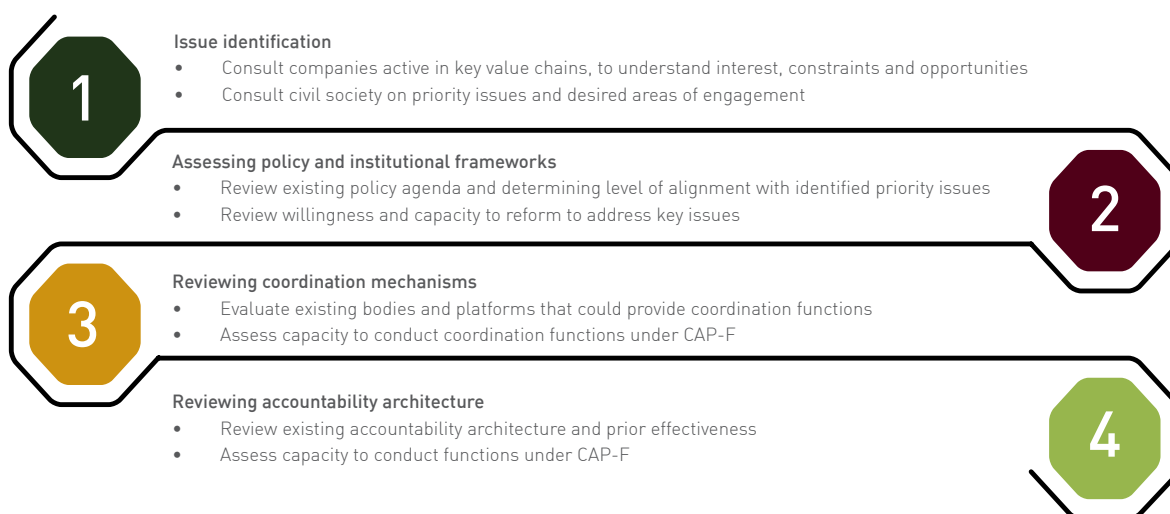 1
Issue identification
• Consult companies active in key value chains, to understand interest, constraints and opportunities
• Consult civil society on priority issues and desired areas of engagement
Assessing policy and institutional frameworks
• Review existing policy agenda and determining level of alignment with identified priority issues
• Review willingness and capacity to reform to address key issues
2
3
Reviewing coordination mechanisms
• Evaluate existing bodies and platforms that could provide coordination functions
• Assess capacity to conduct coordination functions under CAP-F
Reviewing accountability architecture
• Review existing accountability architecture and prior effectiveness
• Assess capacity to conduct functions under CAP-F
4